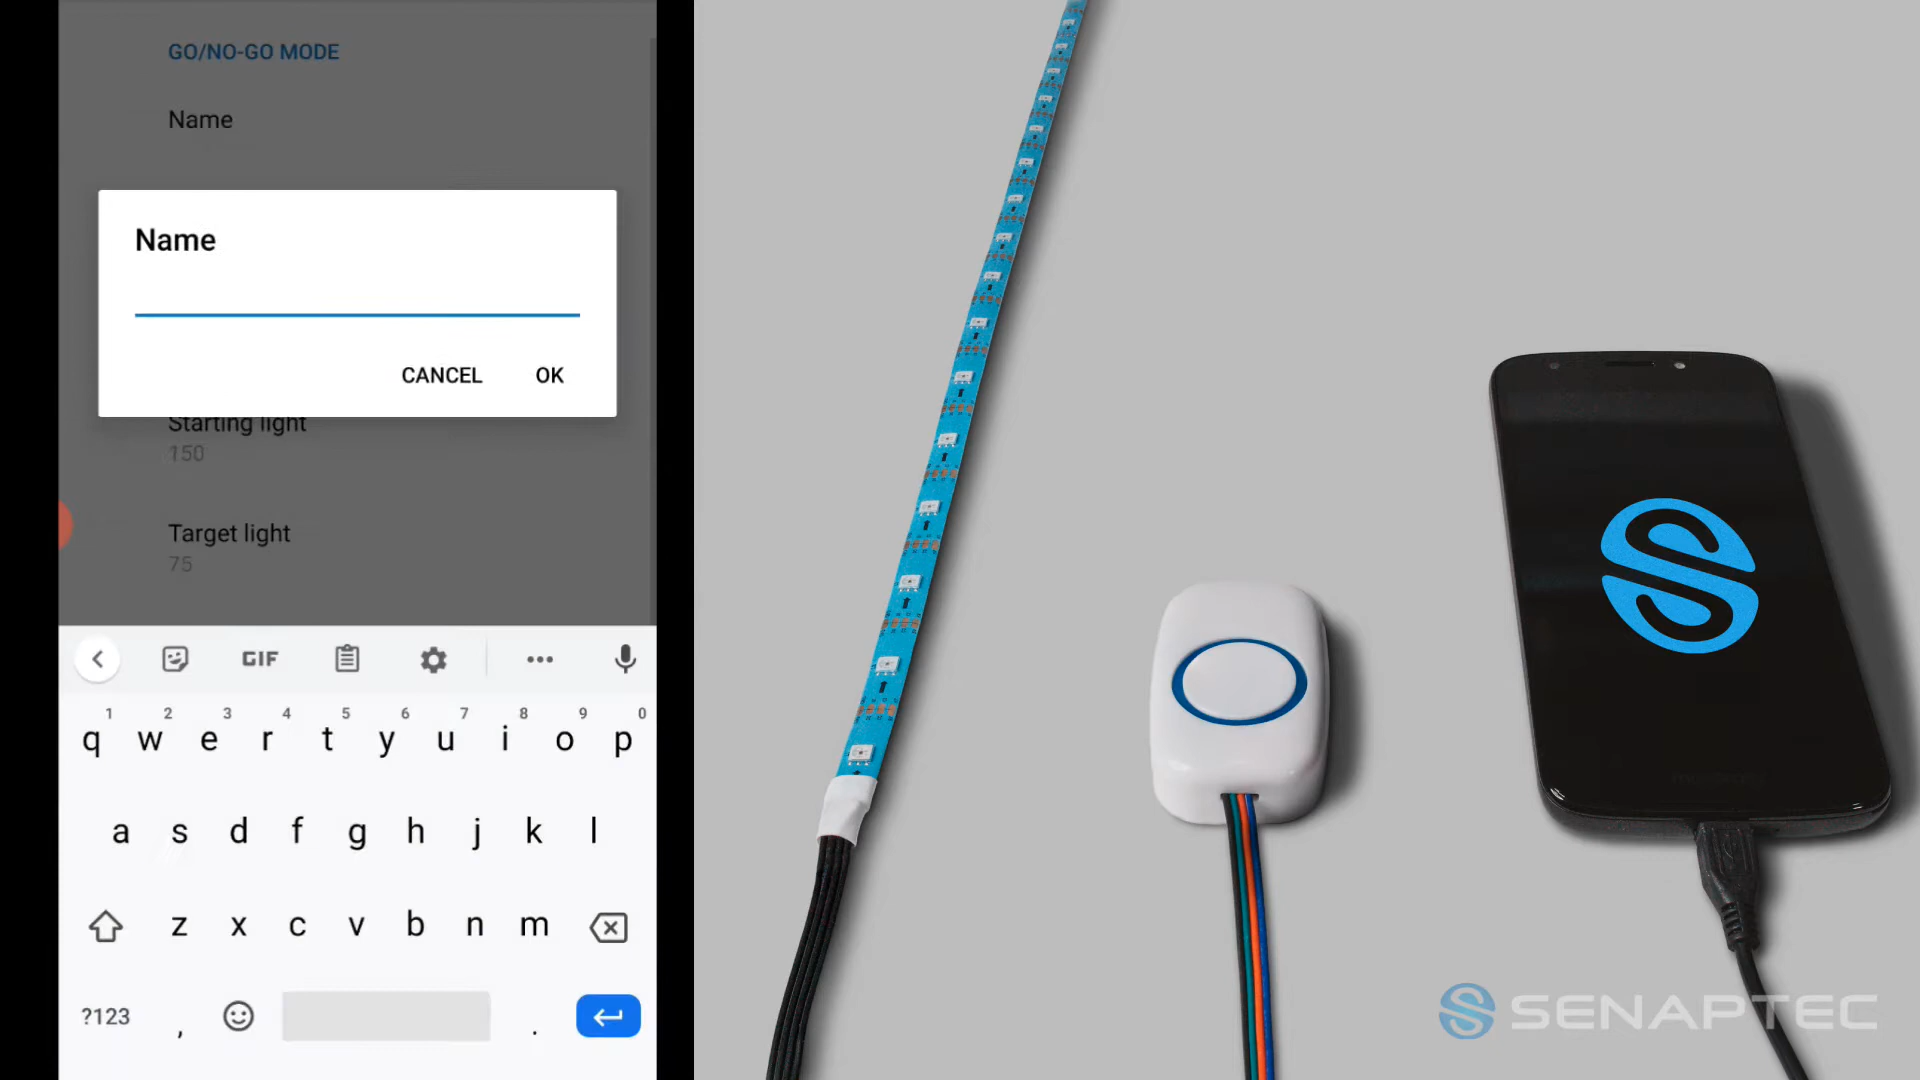 GO/NO-GO MODE
Name
Name
CANCEL OK
Starting light
150
Target light
75
GIF
1 2 3 4 5 6 7 8 9 0
q w e r t y u i o p
a s d f g h j k l
z x c v b n m
?123 , .
SENAPTEC